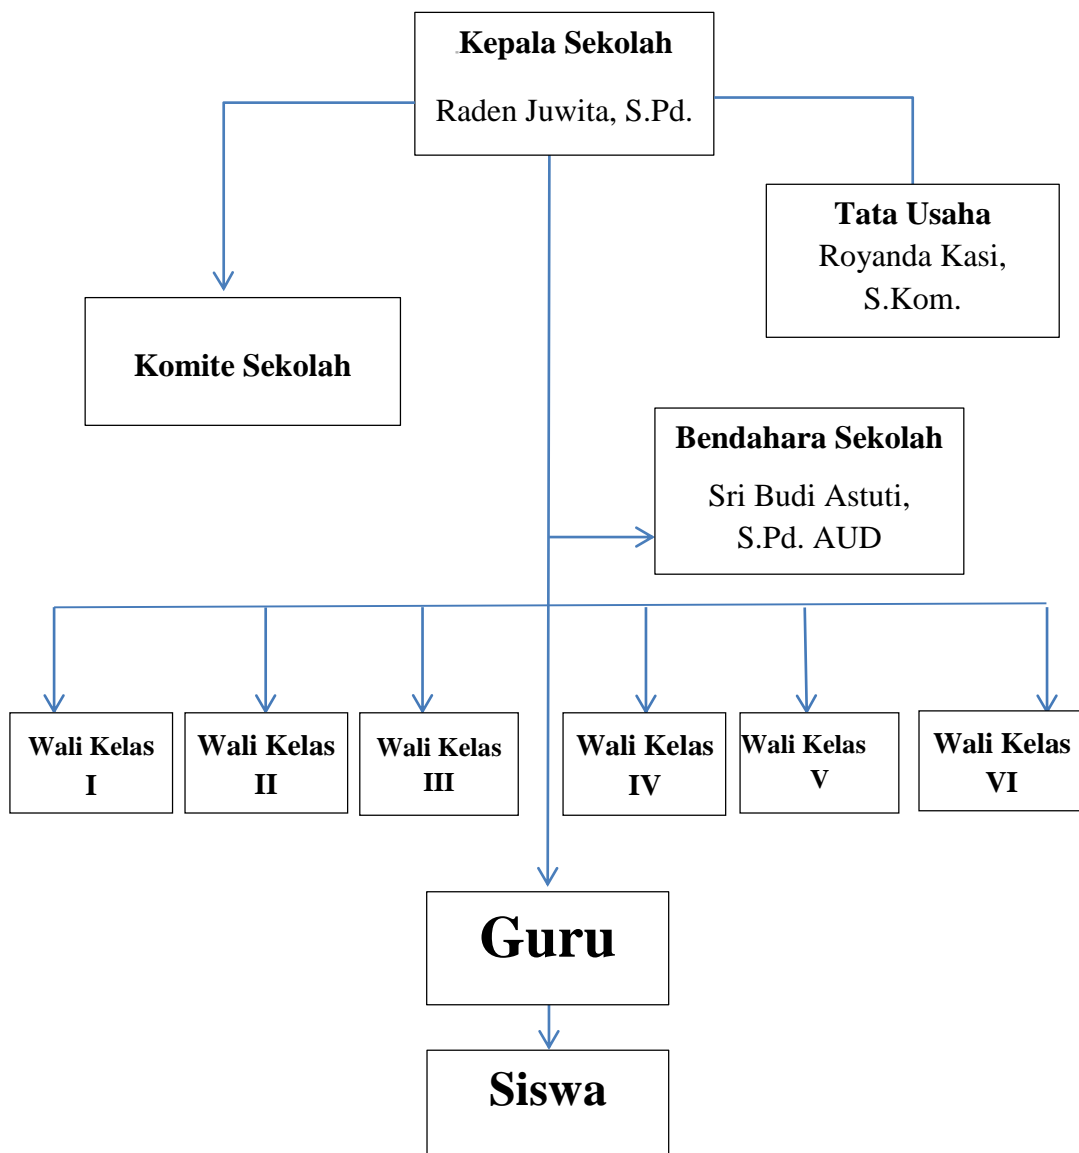 Kepala Sekolah
Raden Juwita, S.Pd.
Tata Usaha
Royanda Kasi,
S.Kom.
Komite Sekolah
Bendahara Sekolah
Sri Budi Astuti,
S.Pd. AUD
Wali Kelas
I
Wali Kelas
II
Wali Kelas
III
Wali Kelas
IV
Wali Kelas
V
Wali Kelas
VI
Guru
Siswa